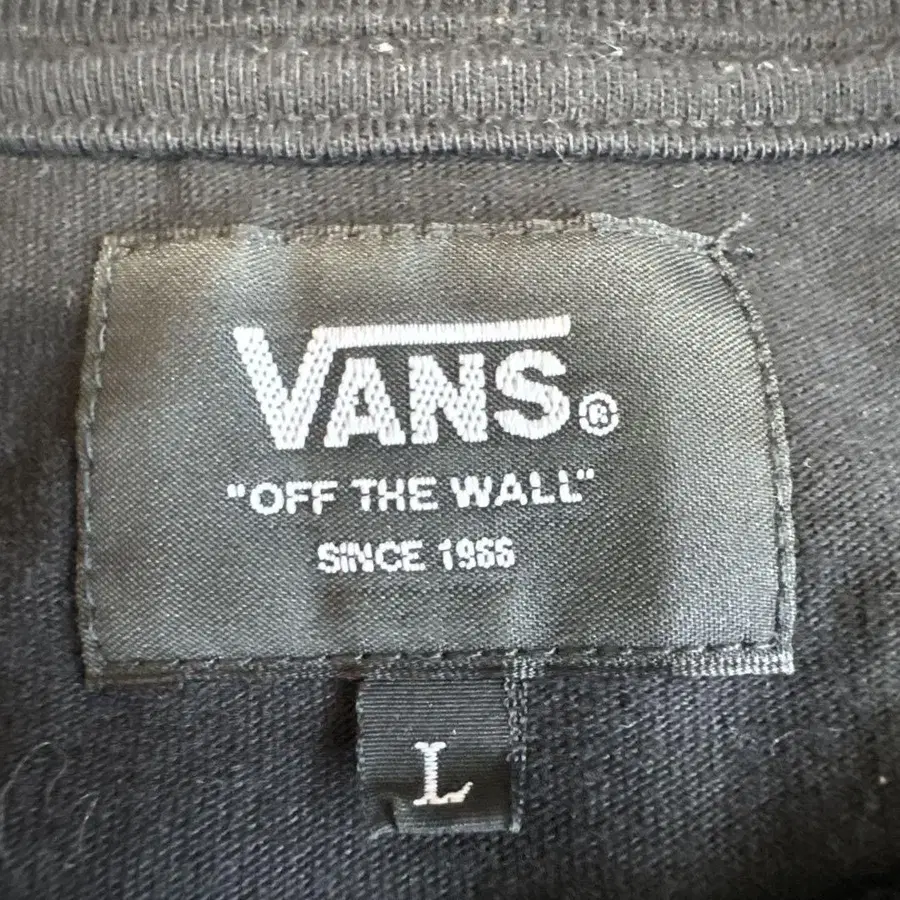 VANS®
"OFF THE WALL"
SINCE 1966
L